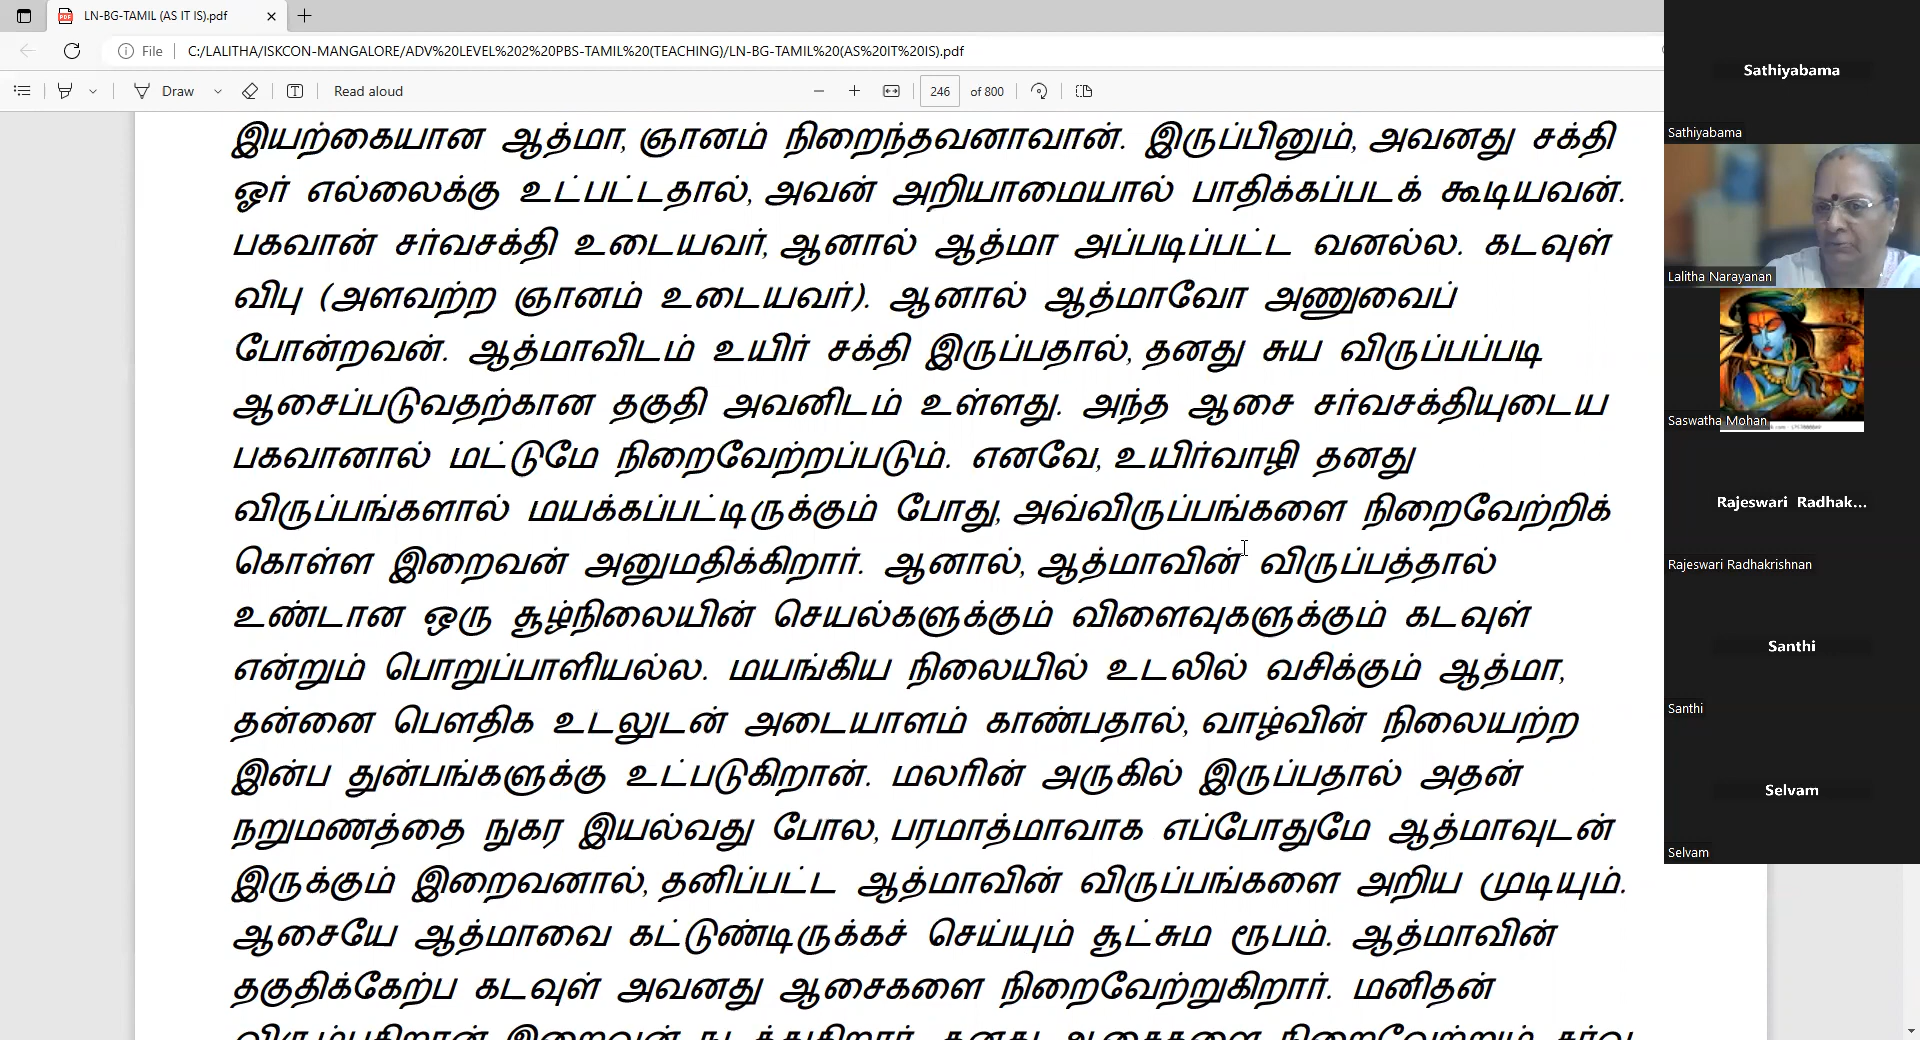 LN-BG-TAMIL (AS IT IS).pdf
File C:/LALITHA/ISKCON-MANGALORE/ADV%20LEVEL%202%20PBS-TAMIL%20(TEACHING)/LN-BG-TAMIL%20(AS%20IT%20IS).pdf
Draw Read aloud 246 of 800
இயற்கையான ஆத்மா, ஞானம் நிறைந்தவனாவான். இருப்பினும், அவனது சக்தி
ஓர் எல்லைக்கு உட்பட்டதால், அவன் அறியாமையால் பாதிக்கப்படக் கூடியவன்.
பகவான் சர்வசக்தி உடையவர், ஆனால் ஆத்மா அப்படிப்பட்ட வனல்ல. கடவுள்
விபு (அளவற்ற ஞானம் உடையவர்). ஆனால் ஆத்மாவோ அணுவைப்
போன்றவன். ஆத்மாவிடம் உயிர் சக்தி இருப்பதால், தனது சுய விருப்பப்படி
ஆசைப்படுவதற்கான தகுதி அவனிடம் உள்ளது. அந்த ஆசை சர்வசக்தியுடைய
பகவானால் மட்டுமே நிறைவேற்றப்படும். எனவே, உயிர்வாழி தனது
விருப்பங்களால் மயக்கப்பட்டிருக்கும் போது, அவ்விருப்பங்களை நிறைவேற்றிக்
கொள்ள இறைவன் அனுமதிக்கிறார். ஆனால், ஆத்மாவின் விருப்பத்தால்
உண்டான ஒரு சூழ்நிலையின் செயல்களுக்கும் விளைவுகளுக்கும் கடவுள்
என்றும் பொறுப்பாளியல்ல. மயங்கிய நிலையில் உடலில் வசிக்கும் ஆத்மா,
தன்னை பௌதிக உடலுடன் அடையாளம் காண்பதால், வாழ்வின் நிலையற்ற
இன்ப துன்பங்களுக்கு உட்படுகிறான். மலரின் அருகில் இருப்பதால் அதன்
நறுமணத்தை நுகர இயல்வது போல, பரமாத்மாவாக எப்போதுமே ஆத்மாவுடன்
இருக்கும் இறைவனால், தனிப்பட்ட ஆத்மாவின் விருப்பங்களை அறிய முடியும்.
ஆசையே ஆத்மாவை கட்டுண்டிருக்கச் செய்யும் சூட்சும ரூபம். ஆத்மாவின்
தகுதிக்கேற்ப கடவுள் அவனது ஆசைகளை நிறைவேற்றுகிறார். மனிதன்
விரும்புகிறான் இறைவன் நடத்துகிறார். தனது ஆசைகளை நிறைவேற்றும் சர்வ
Sathiyabama
Sathiyabama
Lalitha Narayanan
Saswatha Mohan
Rajeswari Radhak...
Rajeswari Radhakrishnan
Santhi
Santhi
Selvam
Selvam